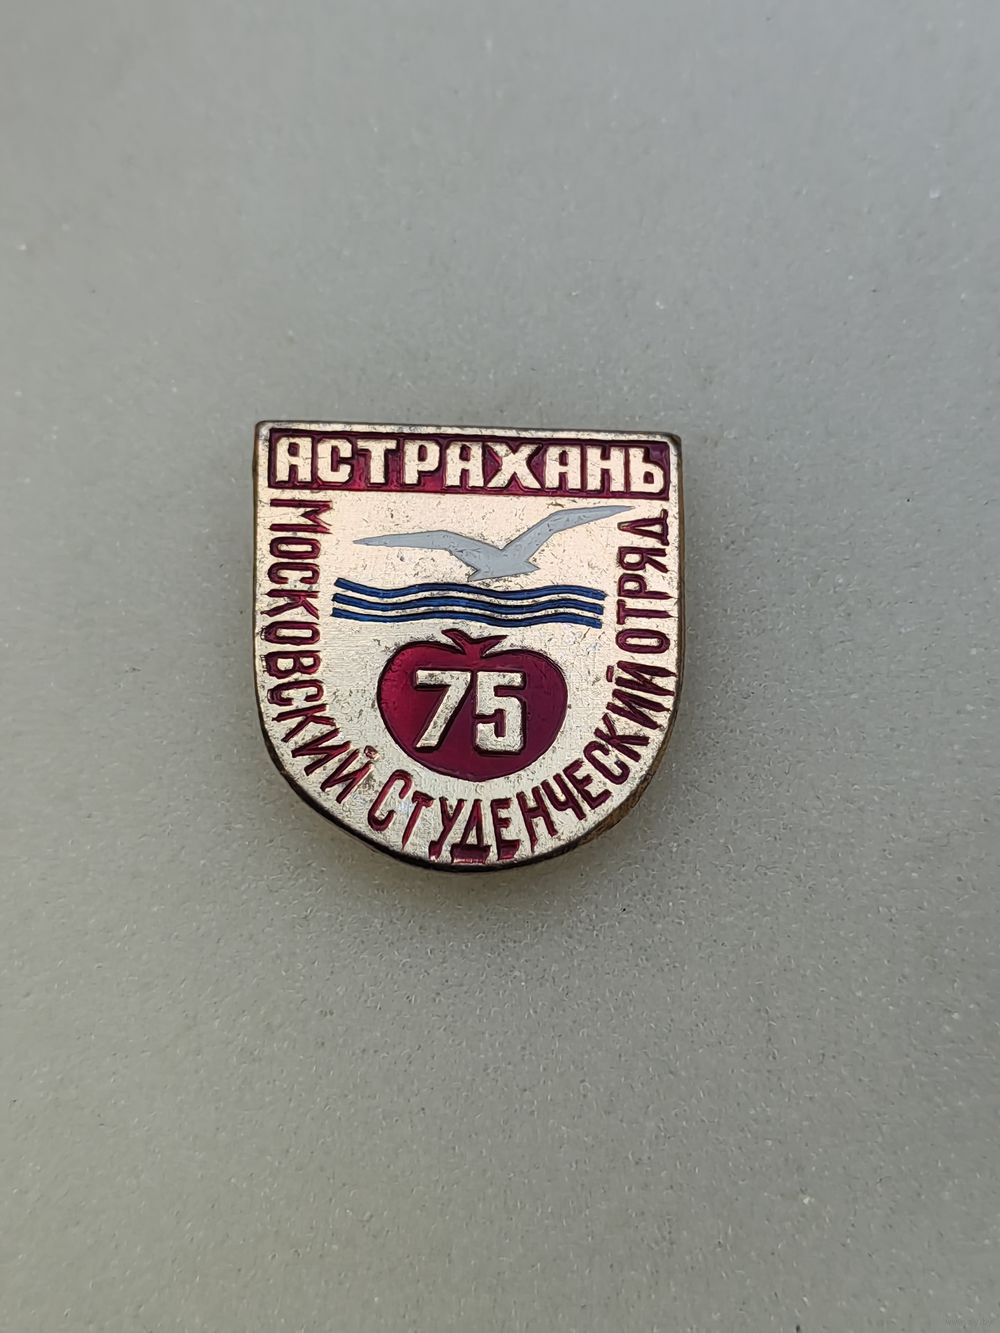 АСТРАХАНЬ
МОСКОВСКИЙ СТУДЕНЧЕСКИЙ ОТРЯД
75